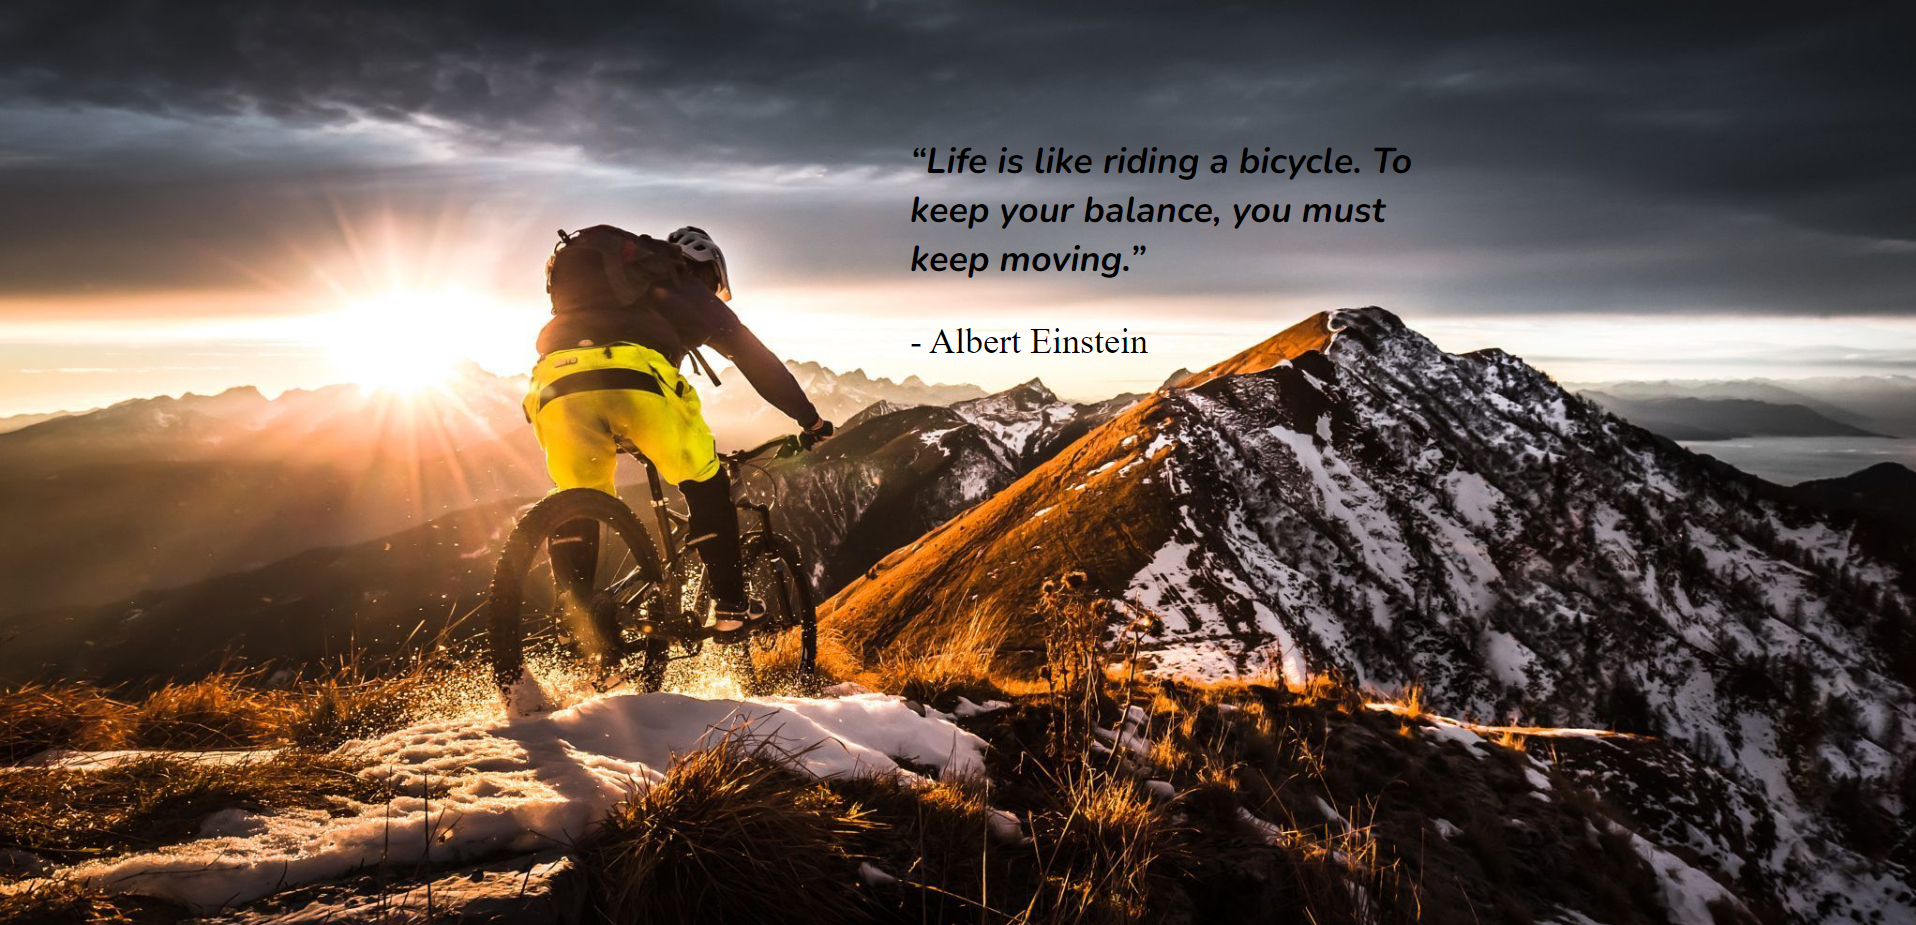 “Life is like riding a bicycle. To
keep your balance, you must
keep moving.”
- Albert Einstein